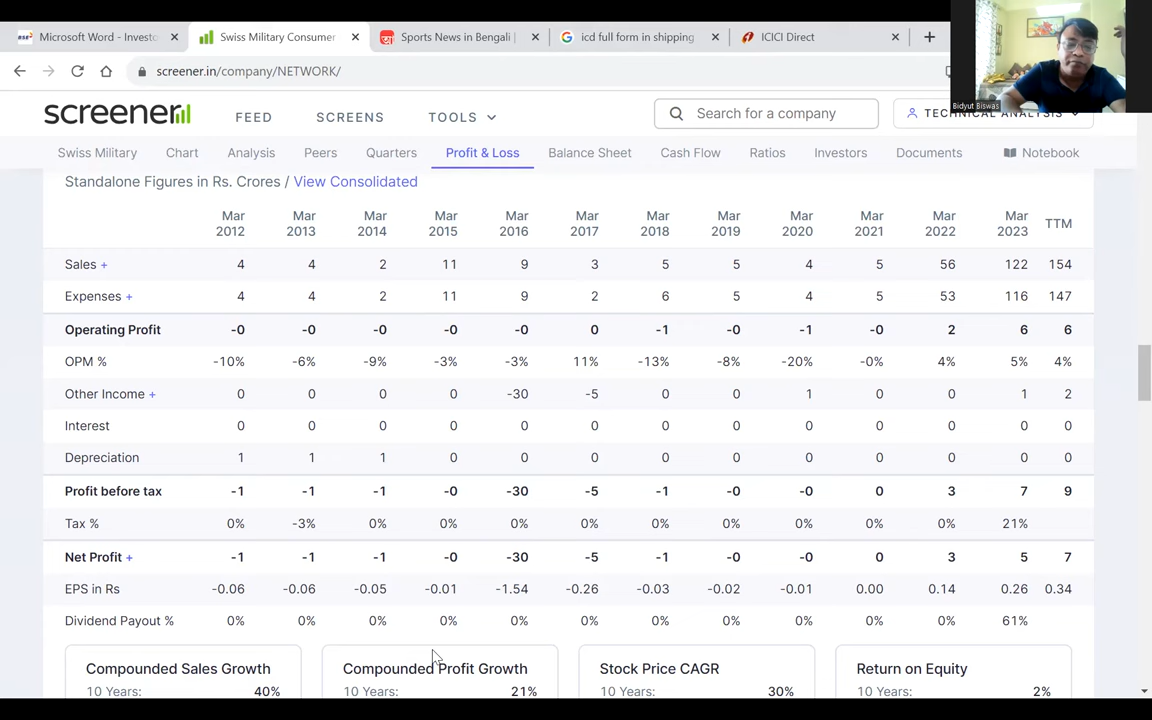 Microsoft Word - Investo
Swiss Military Consumer
Sports News in Bengali |
icd full form in shipping
ICICI Direct
screener.in/company/NETWORK/
Bidyut Biswas
screener
FEED SCREENS TOOLS
Search for a company
TECHNICAL ANALYSIS
Swiss Military Chart Analysis Peers Quarters Profit & Loss Balance Sheet Cash Flow Ratios Investors Documents Notebook
Standalone Figures in Rs. Crores / View Consolidated
Mar 2012 Mar 2013 Mar 2014 Mar 2015 Mar 2016 Mar 2017 Mar 2018 Mar 2019 Mar 2020 Mar 2021 Mar 2022 Mar 2023 TTM
Sales + 4 4 2 11 9 3 5 5 4 5 56 122 154
Expenses + 4 4 2 11 9 2 6 5 4 5 53 116 147
Operating Profit -0 -0 -0 -0 -0 0 -1 -0 -1 -0 2 6 6
OPM % -10% -6% -9% -3% -3% 11% -13% -8% -20% -0% 4% 5% 4%
Other Income + 0 0 0 0 -30 -5 0 0 1 0 0 1 2
Interest 0 0 0 0 0 0 0 0 0 0 0 0 0
Depreciation 1 1 1 0 0 0 0 0 0 0 0 0 0
Profit before tax -1 -1 -1 -0 -30 -5 -1 -0 -0 0 3 7 9
Tax % 0% -3% 0% 0% 0% 0% 0% 0% 0% 0% 0% 21%
Net Profit + -1 -1 -1 -0 -30 -5 -1 -0 -0 0 3 5 7
EPS in Rs -0.06 -0.06 -0.05 -0.01 -1.54 -0.26 -0.03 -0.02 -0.01 0.00 0.14 0.26 0.34
Dividend Payout % 0% 0% 0% 0% 0% 0% 0% 0% 0% 0% 0% 61%
Compounded Sales Growth Compounded Profit Growth Stock Price CAGR Return on Equity
10 Years: 40% 10 Years: 21% 10 Years: 30% 10 Years: 2%